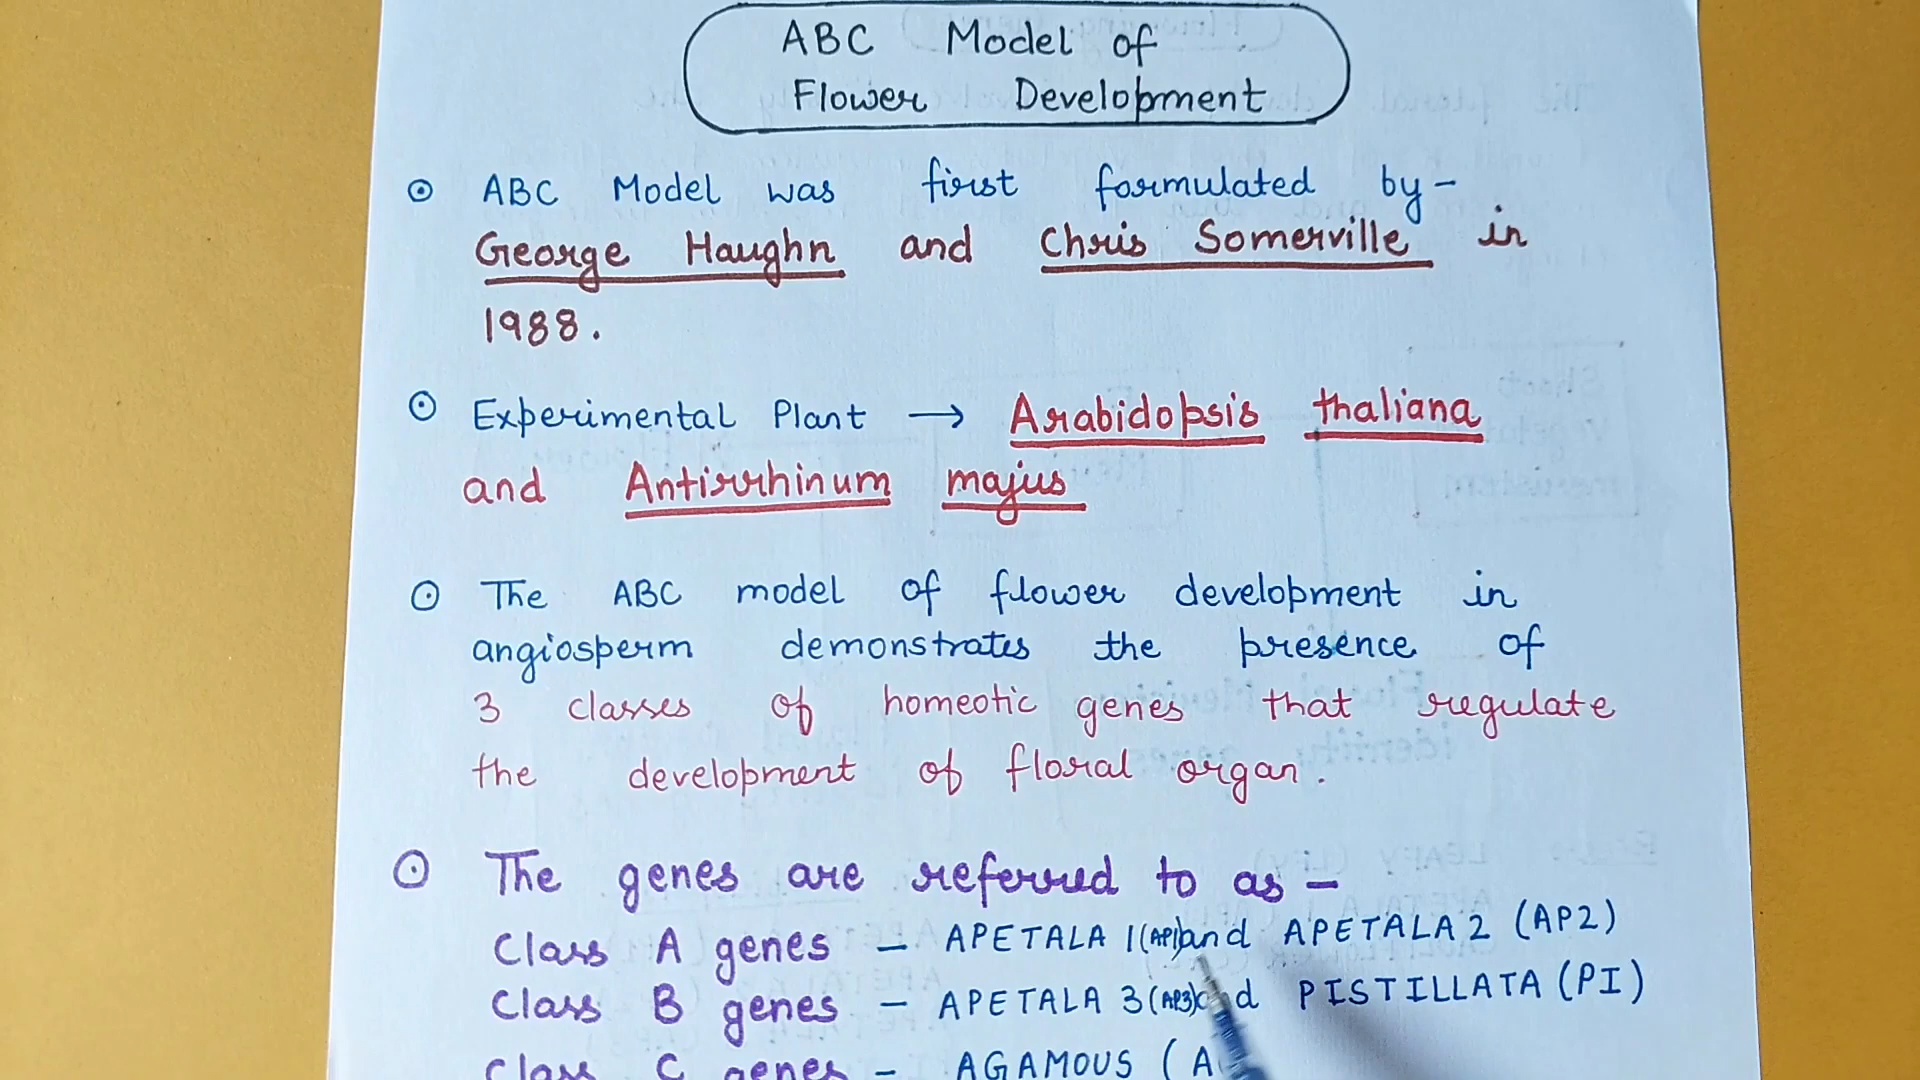 ABC Model of
Flower Development
ABC Model was first formulated by -
George Haughn and Chris Somerville in
1988.
Experimental Plant → Arabidopsis thaliana
and Antirrhinum majus
The ABC model of flower development in
angiosperm demonstrates the presence of
3 classes of homeotic genes that regulate
the development of floral organ.
The genes are referred to as -
Class A genes - APETALA 1(AP1)and APETALA 2 (AP2)
Class B genes - APETALA 3(AP3)and PISTILLATA (PI)
Class C genes - AGAMOUS (A